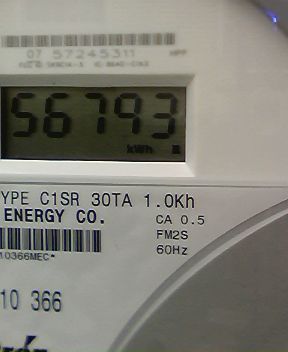 07 57245311
56793
kWh
YPE C1SR 30TA 1.0Kh
ENERGY CO.
CA 0.5
FM2S
60Hz
10366MEC*
10 366